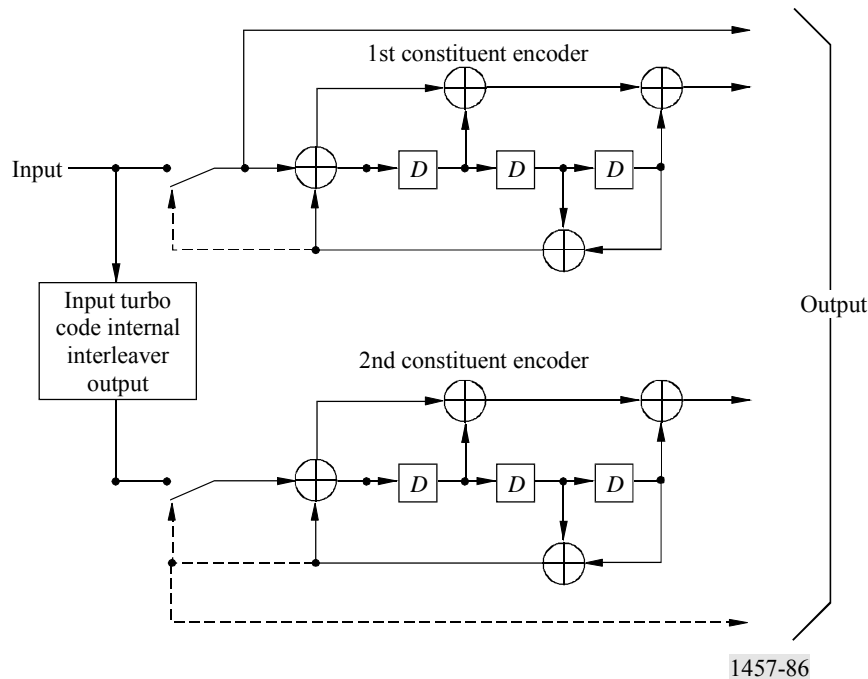 1st constituent encoder
Input
D
D
D
Input turbo
code internal
interleaver
output
Output
2nd constituent encoder
D
D
D
1457-86